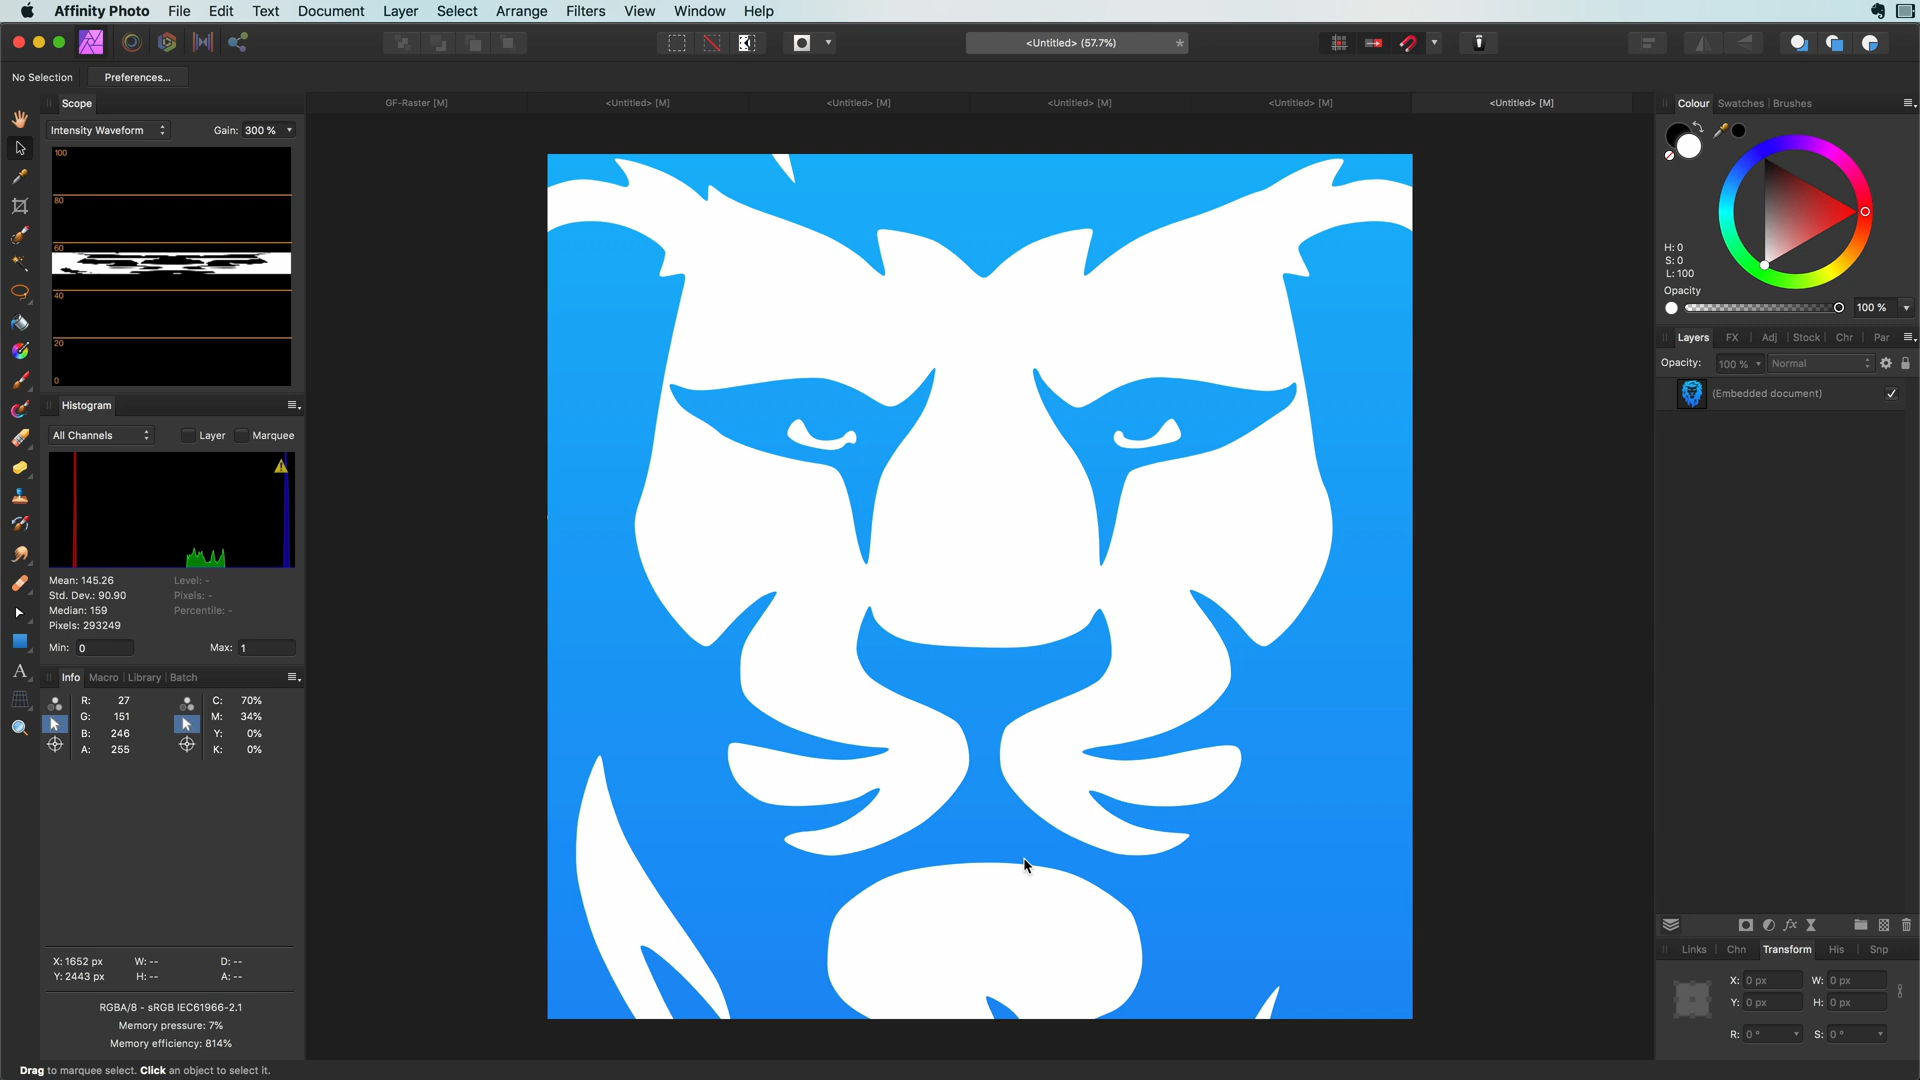 Affinity Photo File Edit Text Document Layer Select Arrange Filters View Window Help
<Untitled> (57.7%) *
No Selection Preferences...
Scope
GF-Raster [M] <Untitled> [M] <Untitled> [M] <Untitled> [M] <Untitled> [M] <Untitled> [M]
Colour Swatches Brushes
Intensity Waveform Gain: 300 %
100
80
60
40
20
0
H: 0
S: 0
L: 100
Opacity
100 %
Layers FX Adj Stock Chr Par
Opacity: 100 % Normal
(Embedded document)
Histogram
All Channels Layer Marquee
Mean: 145.26 Level: -
Std. Dev.: 90.90 Pixels: -
Median: 159 Percentile: -
Pixels: 293249
Min: 0 Max: 1
Info Macro Library Batch
R: 27 C: 70%
G: 151 M: 34%
B: 246 Y: 0%
A: 255 K: 0%
A
fx
Links Chn Transform His Snp
X: 1652 px W: -- D: --
Y: 2443 px H: -- A: --
X: 0 px W: 0 px
Y: 0 px H: 0 px
R: 0 ° S: 0 °
RGBA/8 - sRGB IEC61966-2.1
Memory pressure: 7%
Memory efficiency: 814%
Drag to marquee select. Click an object to select it.